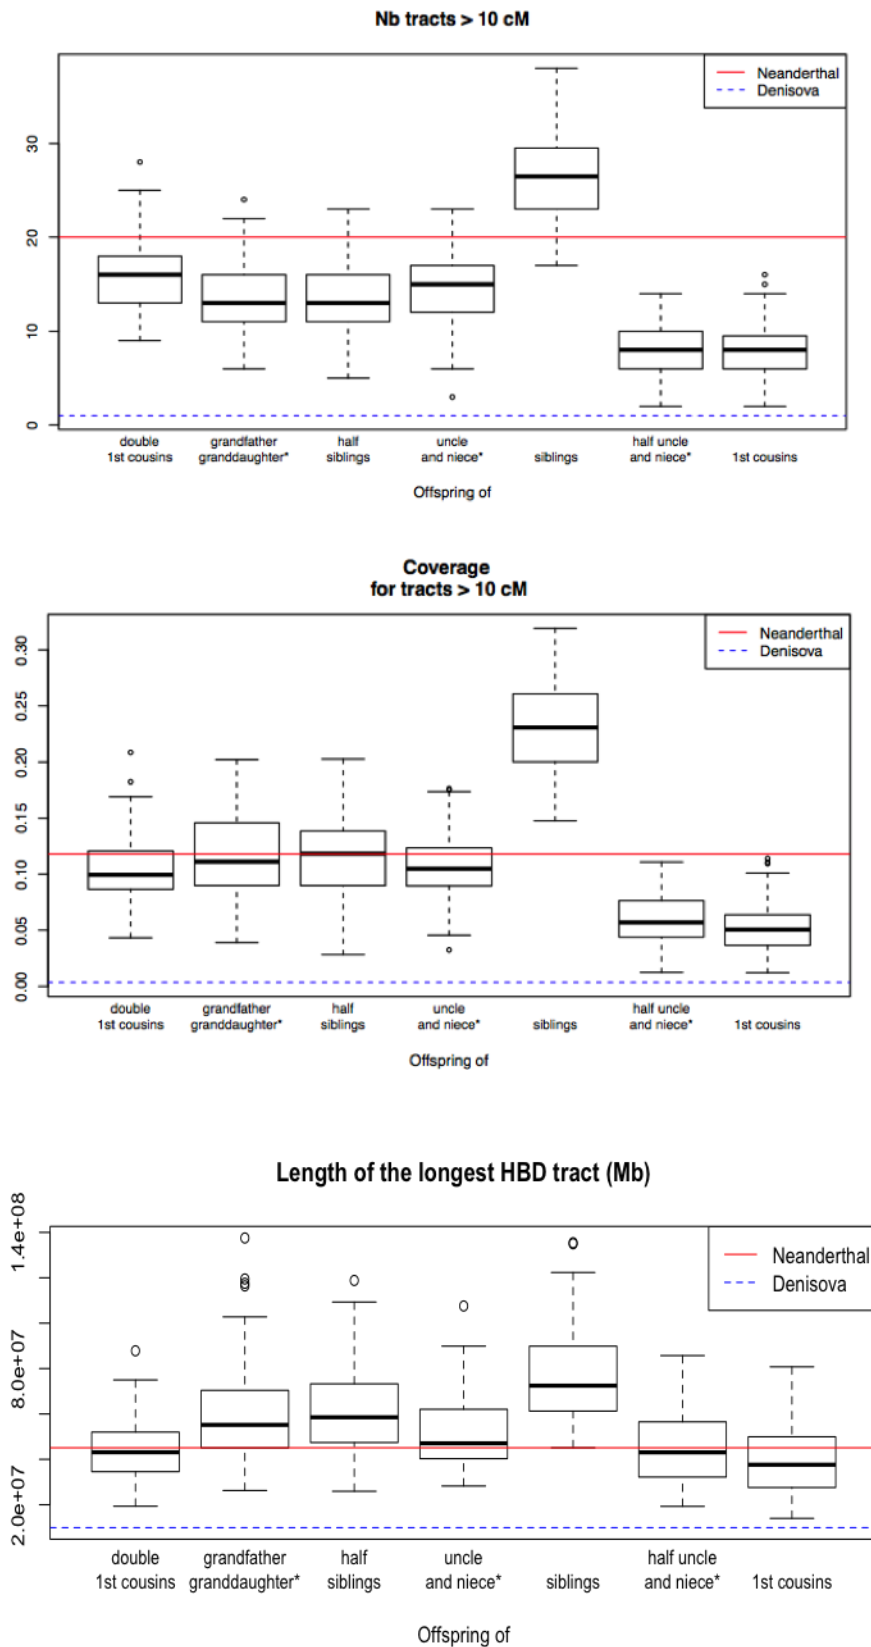 Nb tracts > 10 cM
Neanderthal
Denisova
30
20
10
0
double
1st cousins
grandfather
granddaughter*
half
siblings
uncle
and niece*
siblings
half uncle
and niece*
1st cousins
Offspring of
Coverage
for tracts > 10 cM
Neanderthal
Denisova
0.30
0.25
0.20
0.15
0.10
0.05
0.00
double
1st cousins
grandfather
granddaughter*
half
siblings
uncle
and niece*
siblings
half uncle
and niece*
1st cousins
Offspring of
Length of the longest HBD tract (Mb)
Neanderthal
Denisova
1.4e+08
8.0e+07
2.0e+07
double
1st cousins
grandfather
granddaughter*
half
siblings
uncle
and niece*
siblings
half uncle
and niece*
1st cousins
Offspring of